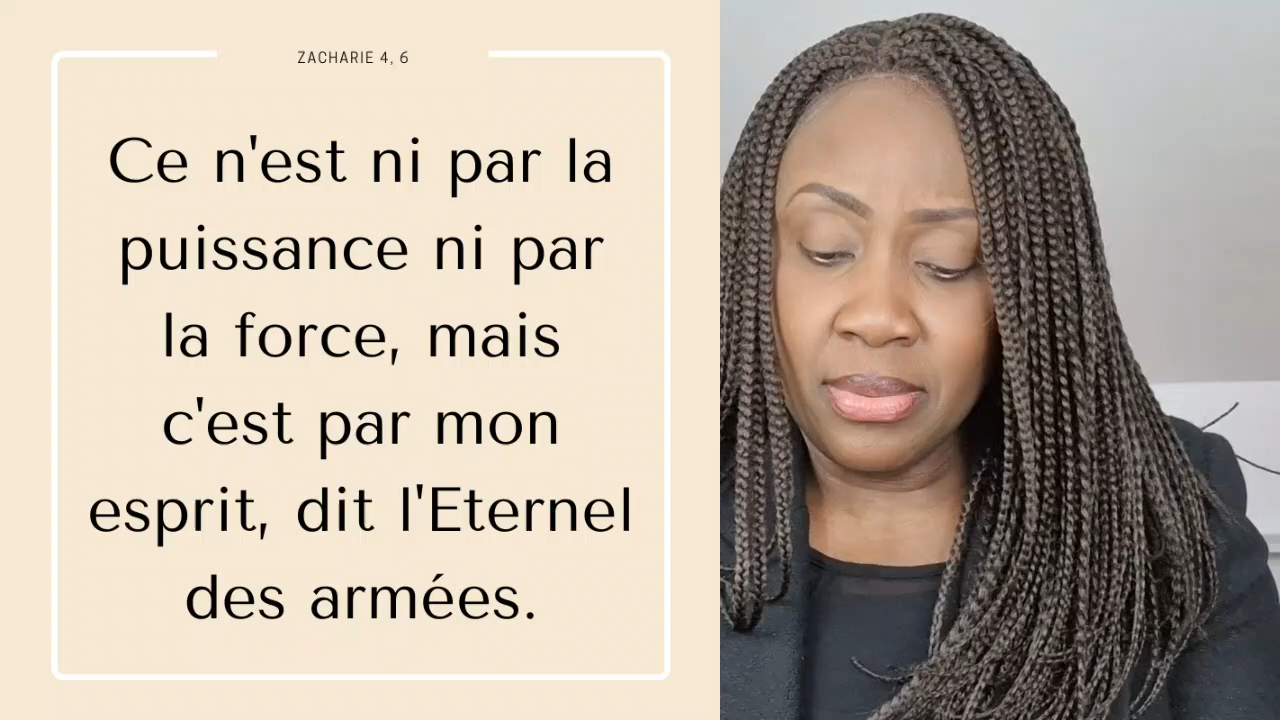 ZACHARIE 4, 6
Ce n'est ni par la
puissance ni par
la force, mais
c'est par mon
esprit, dit l'Eternel
des armées.